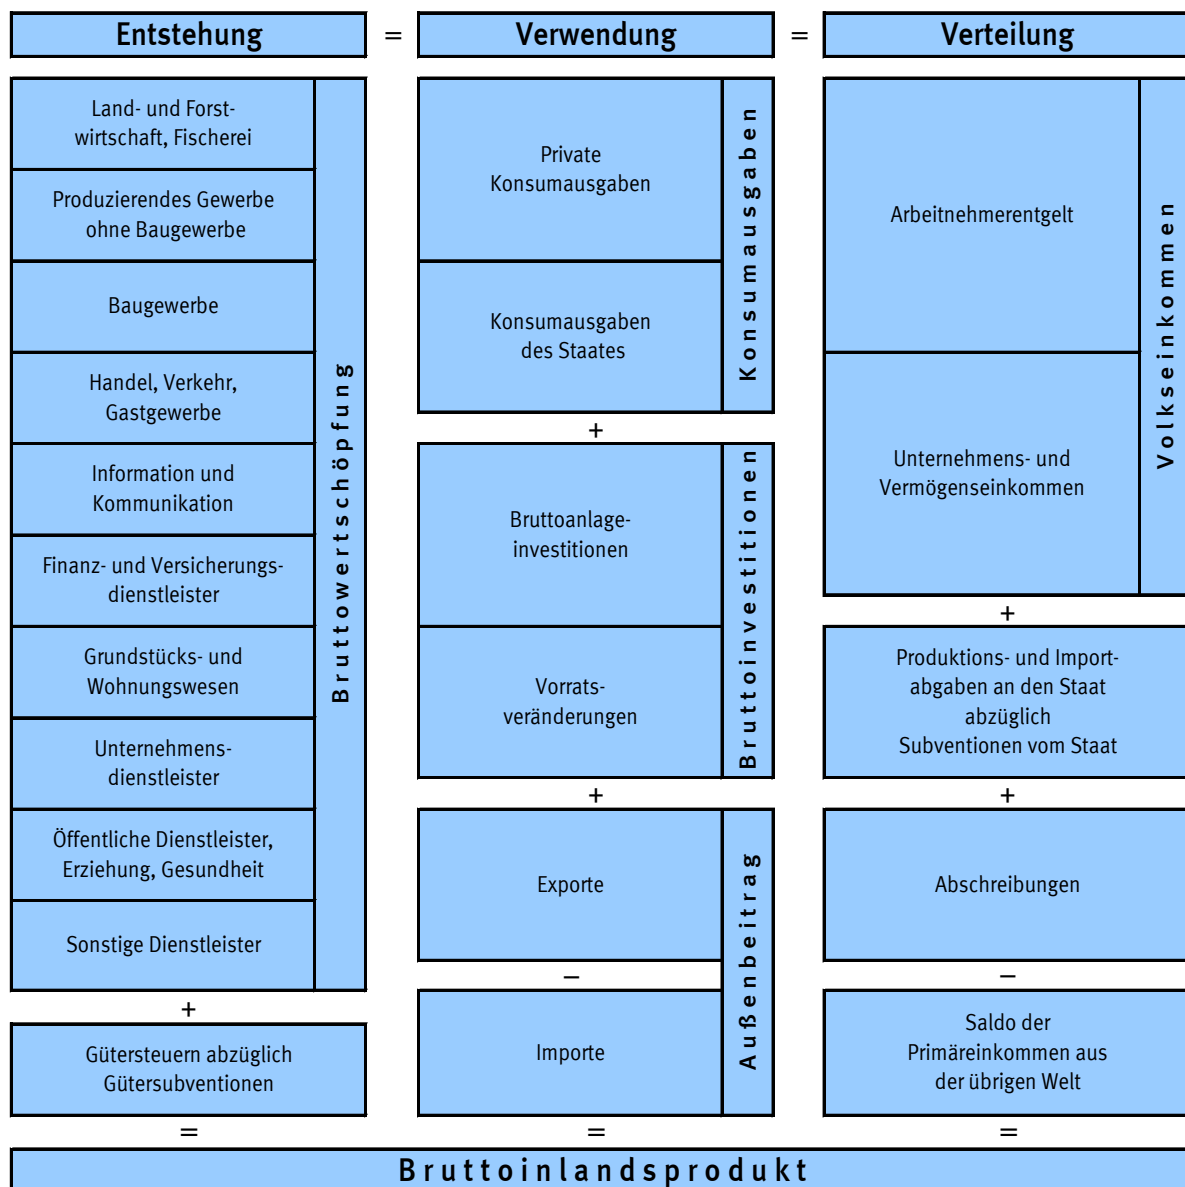 Entstehung = Verwendung = Verteilung
Land- und Forst-
wirtschaft, Fischerei
Produzierendes Gewerbe
ohne Baugewerbe
Baugewerbe
Handel, Verkehr,
Gastgewerbe
Information und
Kommunikation
Finanz- und Versicherungs-
dienstleister
Grundstücks- und
Wohnungswesen
Unternehmens-
dienstleister
Öffentliche Dienstleister,
Erziehung, Gesundheit
Sonstige Dienstleister
Bruttowertschöpfung
+
Gütersteuern abzüglich
Gütersubventionen
=
Private
Konsumausgaben
Konsumausgaben
des Staates
Konsumausgaben
+
Bruttoanlage-
investitionen
Vorrats-
veränderungen
Bruttoinvestitionen
+
Exporte
–
Importe
Außenbeitrag
=
Arbeitnehmerentgelt
Unternehmens- und
Vermögenseinkommen
Volkseinkommen
+
Produktions- und Import-
abgaben an den Staat
abzüglich
Subventionen vom Staat
+
Abschreibungen
–
Saldo der
Primäreinkommen aus
der übrigen Welt
=
Bruttoinlandsprodukt